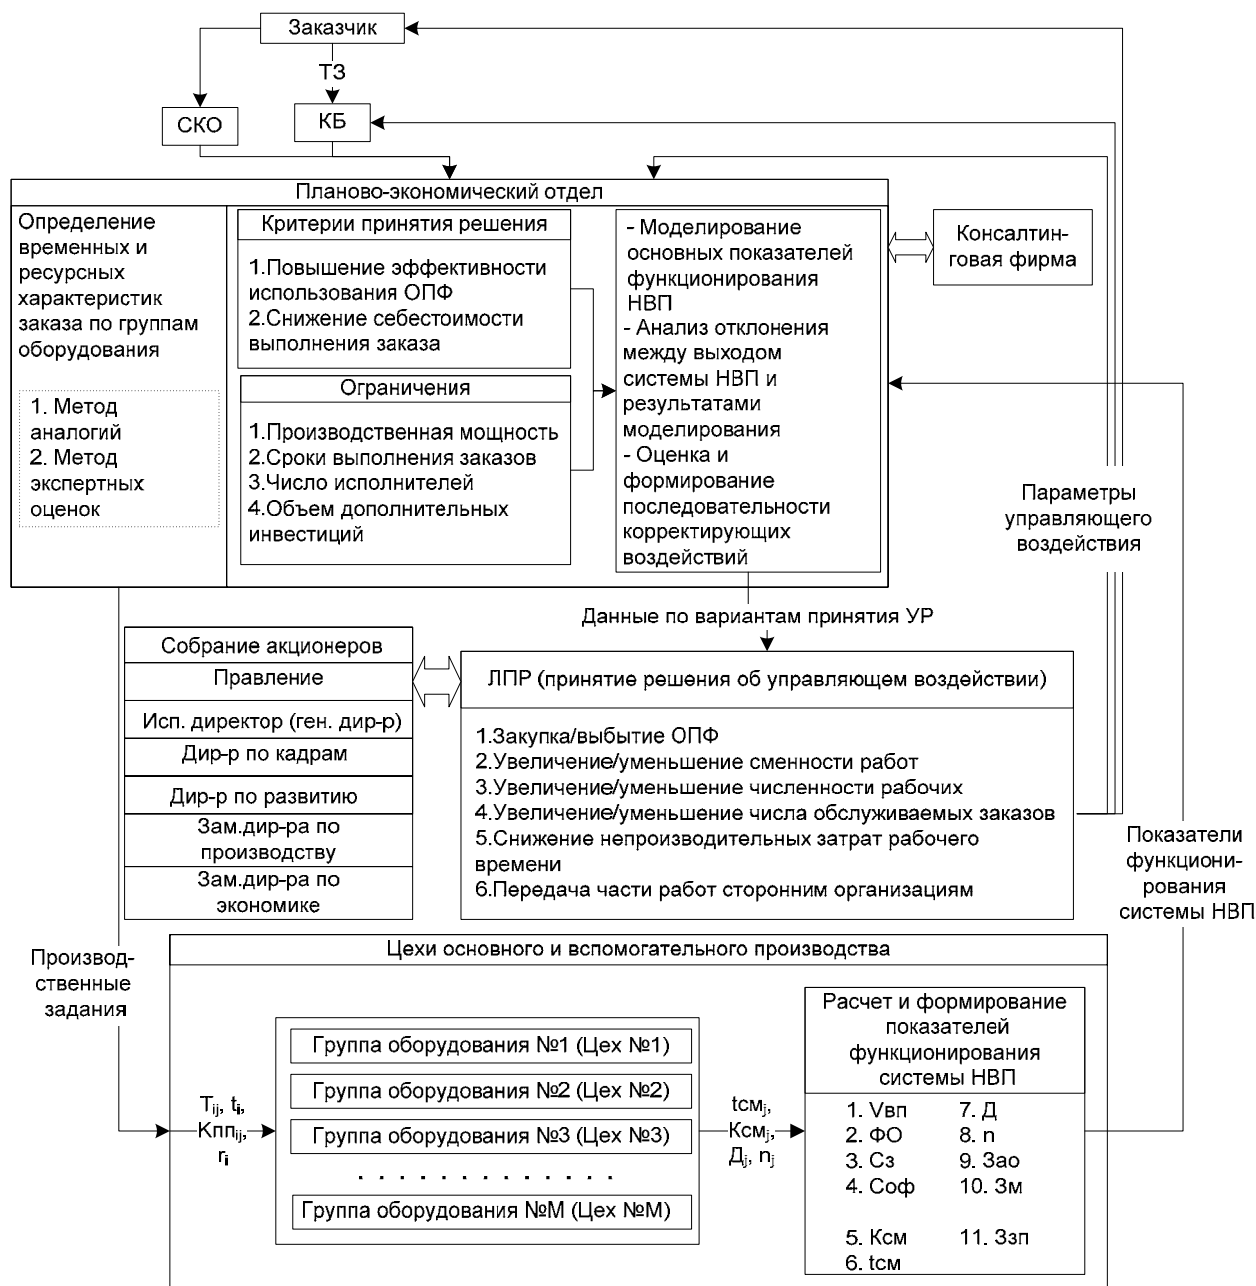 Заказчик
ТЗ
СКО
КБ
Планово-экономический отдел
Определение
временных и
ресурсных
характеристик
заказа по группам
оборудования
1. Метод
аналогий
2. Метод
экспертных
оценок
Критерии принятия решения
1.Повышение эффективности
использования ОПФ
2.Снижение себестоимости
выполнения заказа
Ограничения
1.Производственная мощность
2.Сроки выполнения заказов
3.Число исполнителей
4.Объем дополнительных
инвестиций
- Моделирование
основных показателей
функционирования
НВП
- Анализ отклонения
между выходом
системы НВП и
результатами
моделирования
- Оценка и
формирование
последовательности
корректирующих
воздействий
Консалтин-
говая фирма
Параметры
управляющего
воздействия
Данные по вариантам принятия УР
Собрание акционеров
Правление
Исп. директор (ген. дир-р)
Дир-р по кадрам
Дир-р по развитию
Зам.дир-ра по
производству
Зам.дир-ра по
экономике
ЛПР (принятие решения об управляющем воздействии)
1.Закупка/выбытие ОПФ
2.Увеличение/уменьшение сменности работ
3.Увеличение/уменьшение численности рабочих
4.Увеличение/уменьшение числа обслуживаемых заказов
5.Снижение непроизводительных затрат рабочего
времени
6.Передача части работ сторонним организациям
Показатели
функциони-
рования
системы НВП
Производ-
ственные
задания
Цехи основного и вспомогательного производства
Tij, ti,
Кппij,
ri
Группа оборудования №1 (Цех №1)
Группа оборудования №2 (Цех №2)
Группа оборудования №3 (Цех №3)
. . . . . . . . . . . . .
Группа оборудования №М (Цех №М)
tсмj,
Ксмj,
Дj, nj
Расчет и формирование
показателей
функционирования
системы НВП
1. Vвп
2. ФО
3. Сз
4. Соф
5. Ксм
6. tсм
7. Д
8. n
9. Зао
10. Зм
11. Ззп